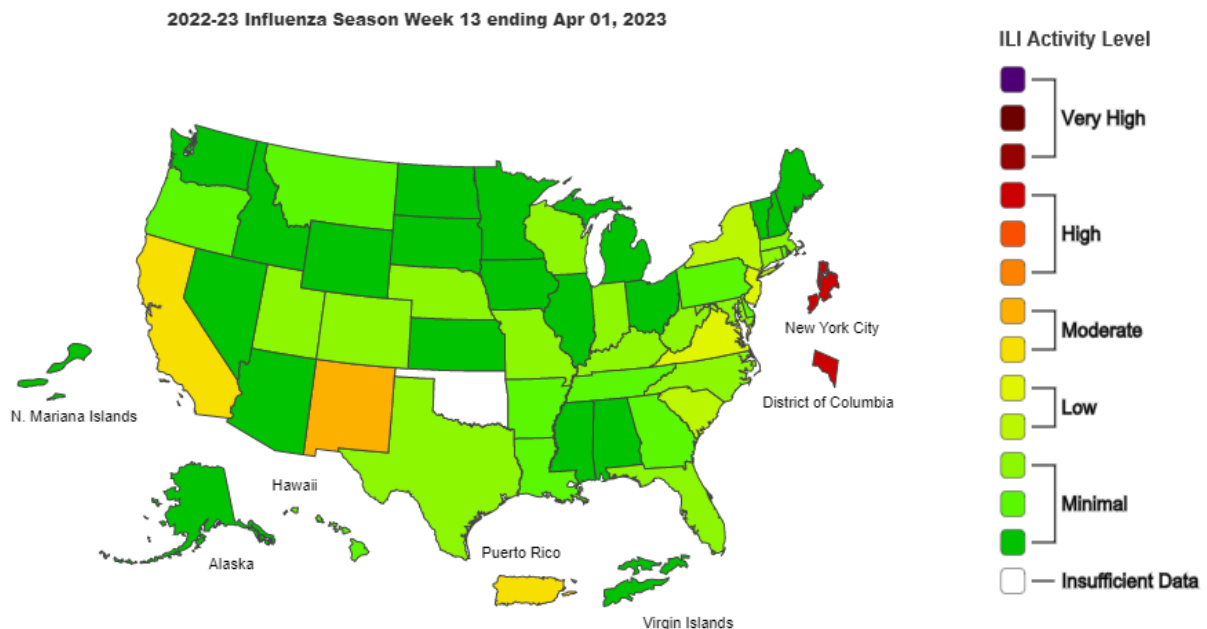 2022-23 Influenza Season Week 13 ending Apr 01, 2023
ILI Activity Level
Very High
High
Moderate
Low
Minimal
Insufficient Data
New York City
District of Columbia
N. Mariana Islands
Hawaii
Alaska
Puerto Rico
Virgin Islands